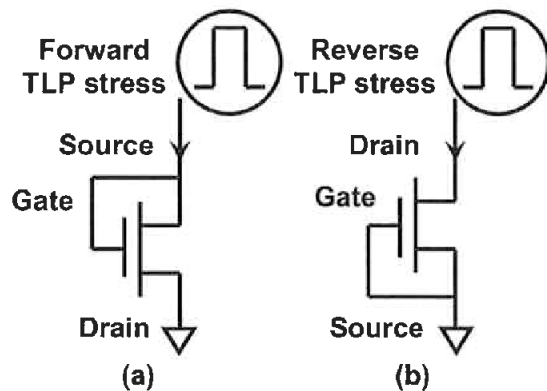 Forward
TLP stress
Source
Gate
Drain
(a)
Reverse
TLP stress
Drain
Gate
Source
(b)